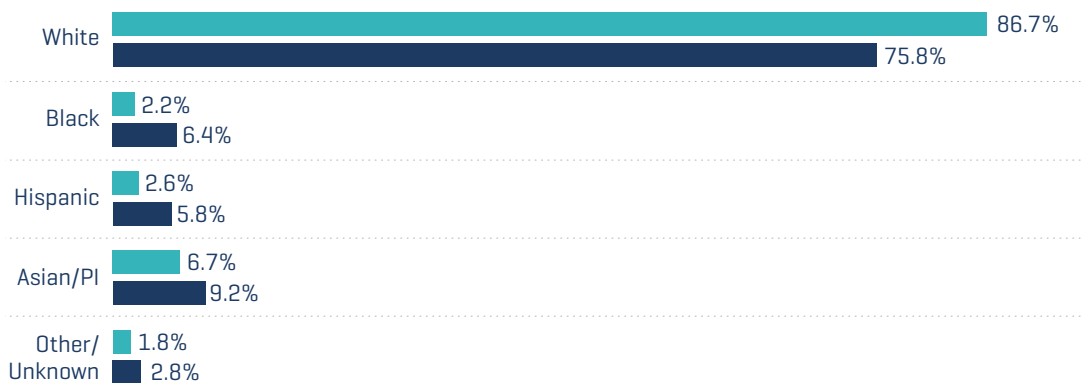 White
86.7%
75.8%
Black
2.2%
6.4%
Hispanic
2.6%
5.8%
Asian/PI
6.7%
9.2%
Other/
Unknown
1.8%
2.8%